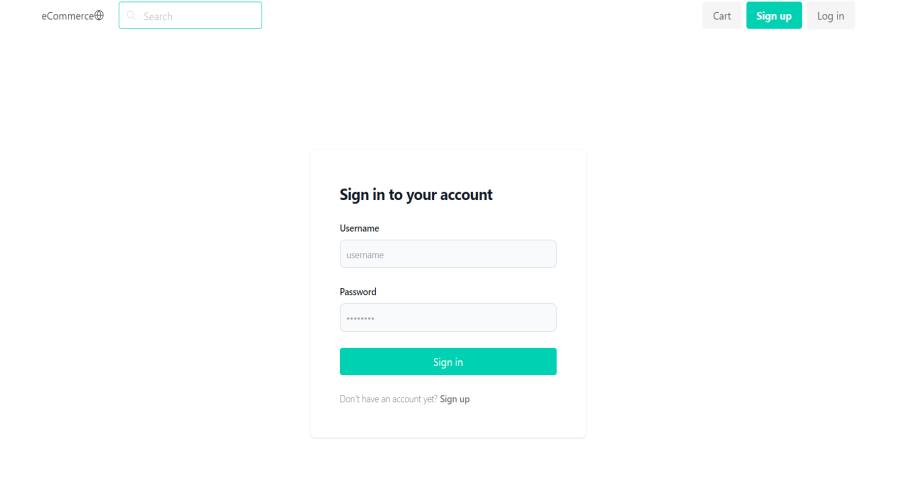 eCommerce
Search
Cart
Sign up
Log in
Sign in to your account
Username
username
Password
••••••••
Sign in
Don't have an account yet? Sign up